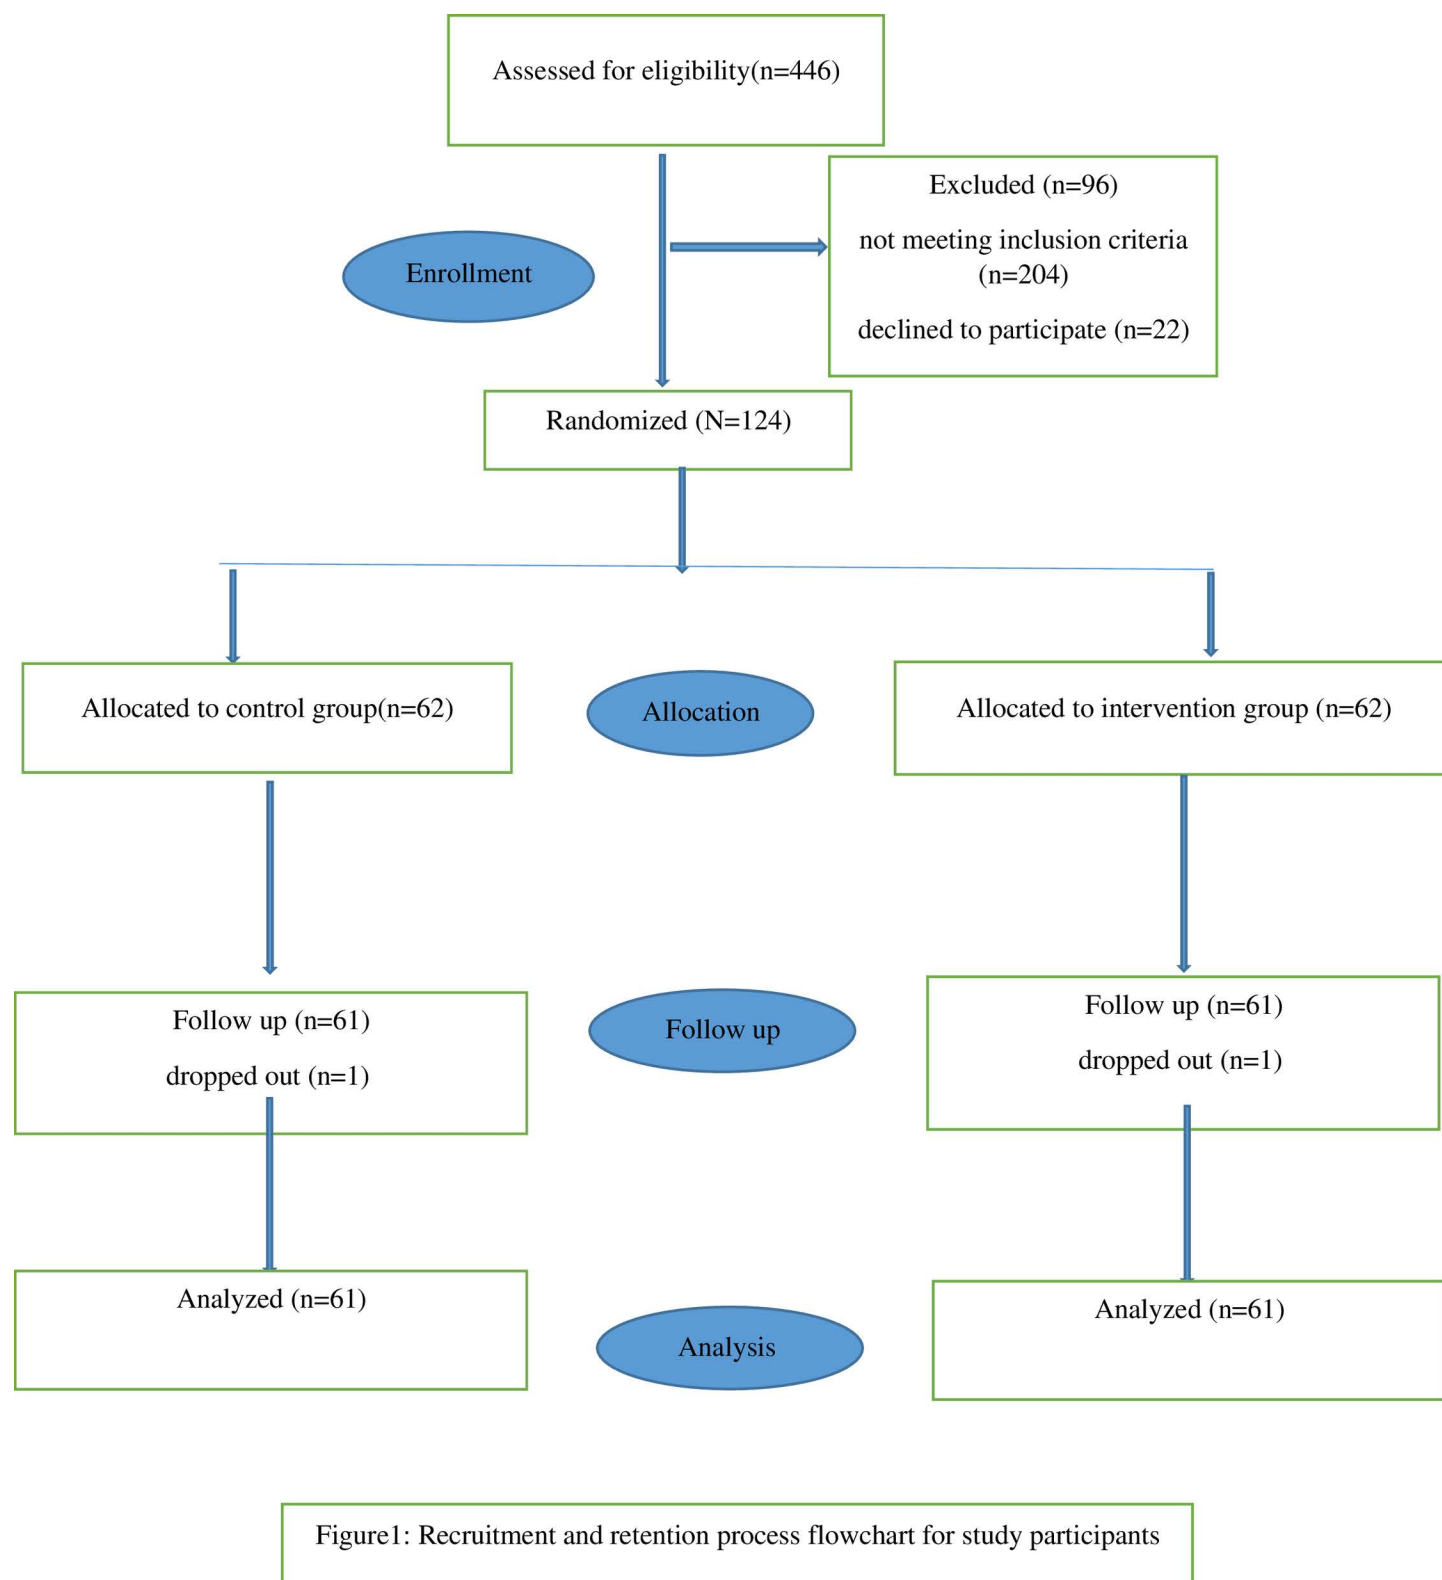 Assessed for eligibility(n=446)
Excluded (n=96)
not meeting inclusion criteria
(n=204)
declined to participate (n=22)
Enrollment
Randomized (N=124)
Allocated to control group(n=62)
Allocation
Allocated to intervention group (n=62)
Follow up (n=61)
dropped out (n=1)
Follow up
Follow up (n=61)
dropped out (n=1)
Analyzed (n=61)
Analysis
Analyzed (n=61)
Figure1: Recruitment and retention process flowchart for study participants